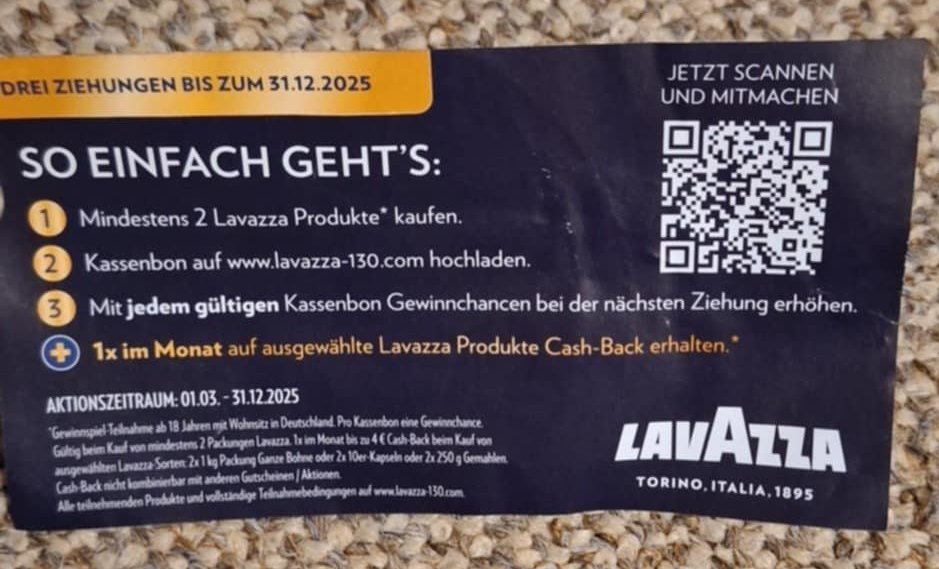 DREI ZIEHUNGEN BIS ZUM 31.12.2025
JETZT SCANNEN
UND MITMACHEN
SO EINFACH GEHT'S:
1 Mindestens 2 Lavazza Produkte* kaufen.
2 Kassenbon auf www.lavazza-130.com hochladen.
3 Mit jedem gültigen Kassenbon Gewinnchancen bei der nächsten Ziehung erhöhen.
+ 1x im Monat auf ausgewählte Lavazza Produkte Cash-Back erhalten.*
AKTIONSZEITRAUM: 01.03. - 31.12.2025
*Gewinnspiel-Teilnahme ab 18 Jahren mit Wohnsitz in Deutschland. Pro Kassenbon eine Gewinnchance.
Gültig beim Kauf von mindestens 2 Packungen Lavazza. 1x im Monat bis zu 4 € Cash-Back beim Kauf von
ausgewählten Lavazza-Sorten: 2x 1 kg Packung Ganze Bohne oder 2x 10er-Kapseln oder 2x 250 g Gemahlen.
Cash-Back nicht kombinierbar mit anderen Gutscheinen / Aktionen.
Alle teilnehmenden Produkte und vollständige Teilnahmebedingungen auf www.lavazza-130.com.
LAVAZZA
TORINO, ITALIA, 1895